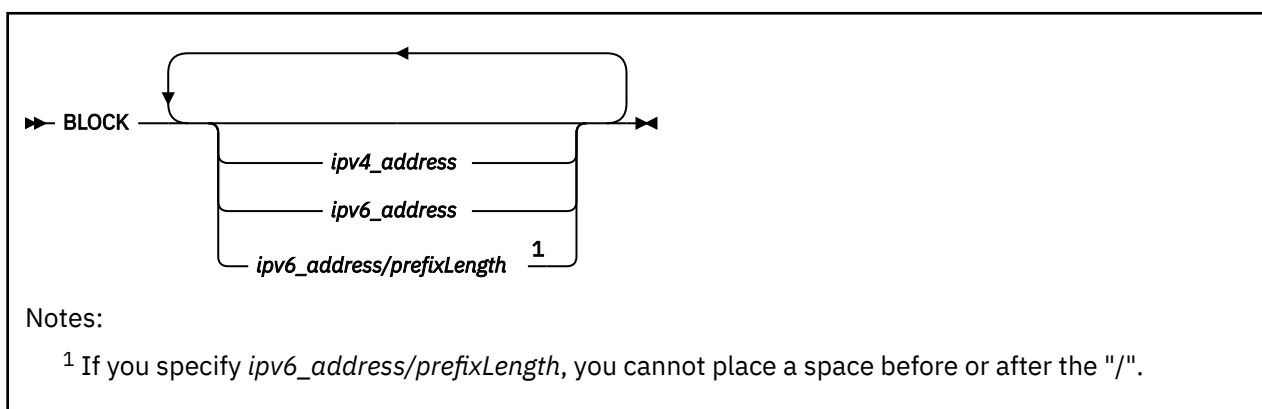 BLOCK
ipv4_address
ipv6_address
ipv6_address/prefixLength 1
Notes:
1 If you specify ipv6_address/prefixLength, you cannot place a space before or after the "/".